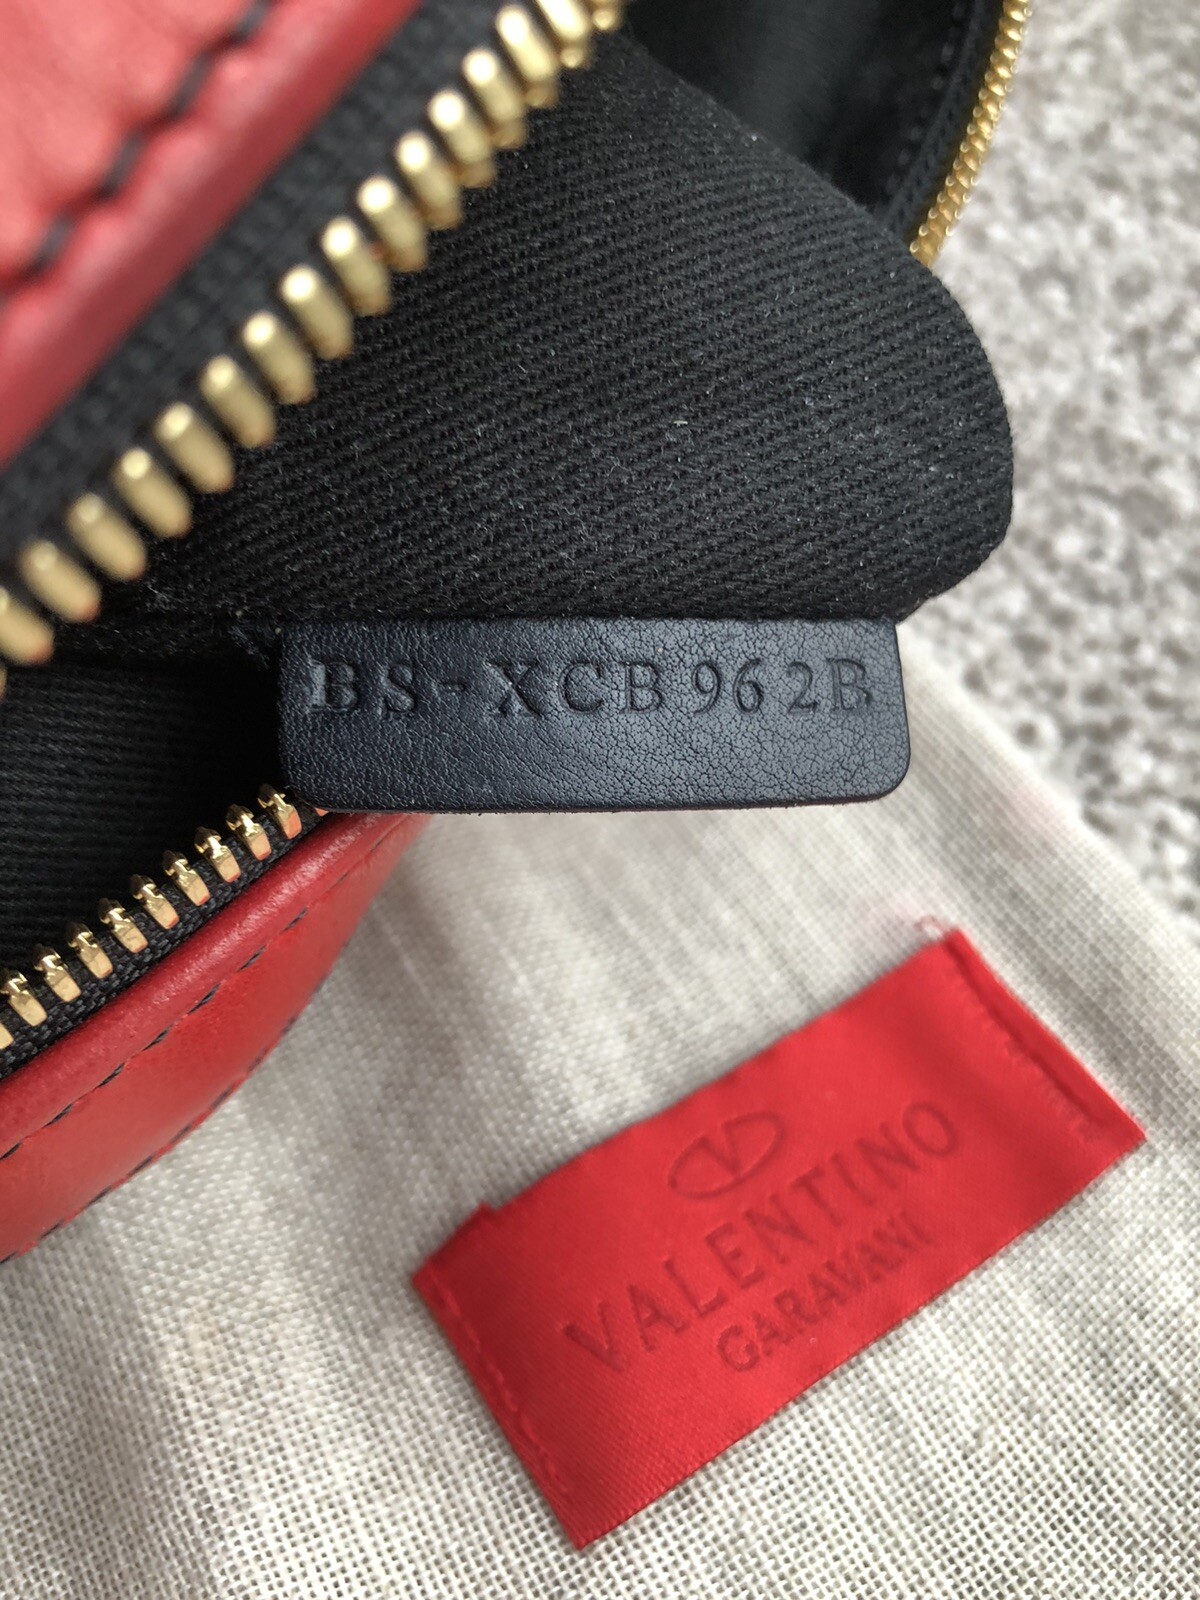 BS-XCB962B
VALENTINO
GARAVANI